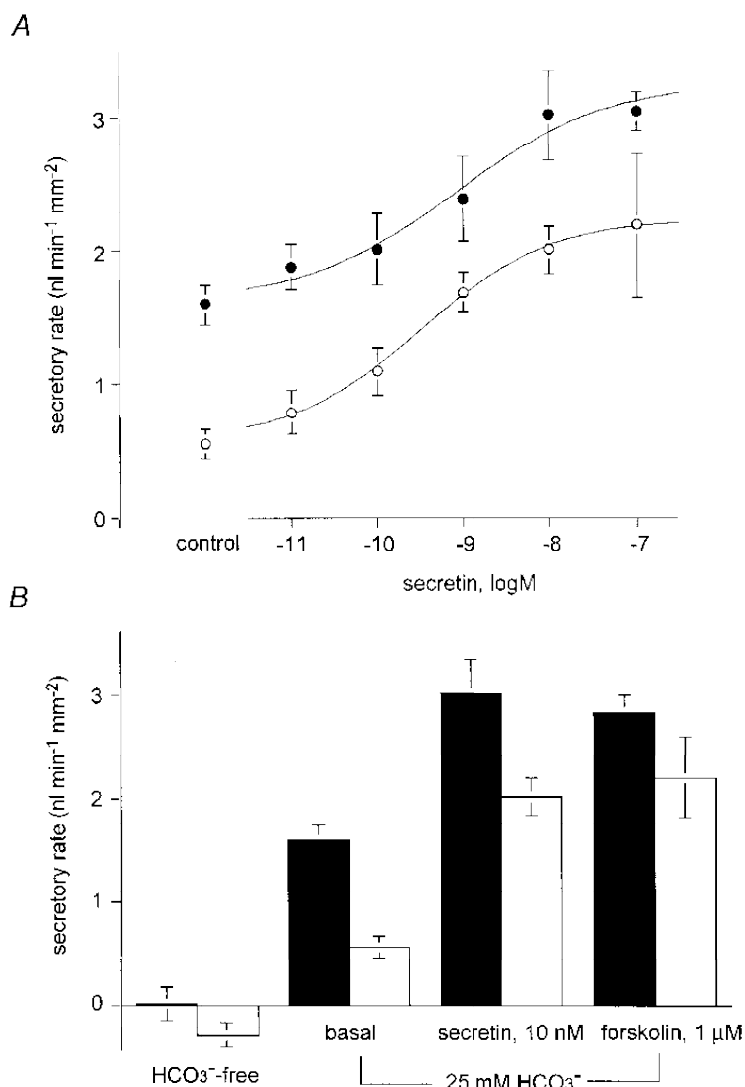 A
secretory rate (nl min⁻¹ mm⁻²)
3
2
1
0
control -11 -10 -9 -8 -7
secretin, logM
B
secretory rate (nl min⁻¹ mm⁻²)
3
2
1
0
basal secretin, 10 nM forskolin, 1 µM
HCO₃⁻-free 25 mM HCO₃⁻